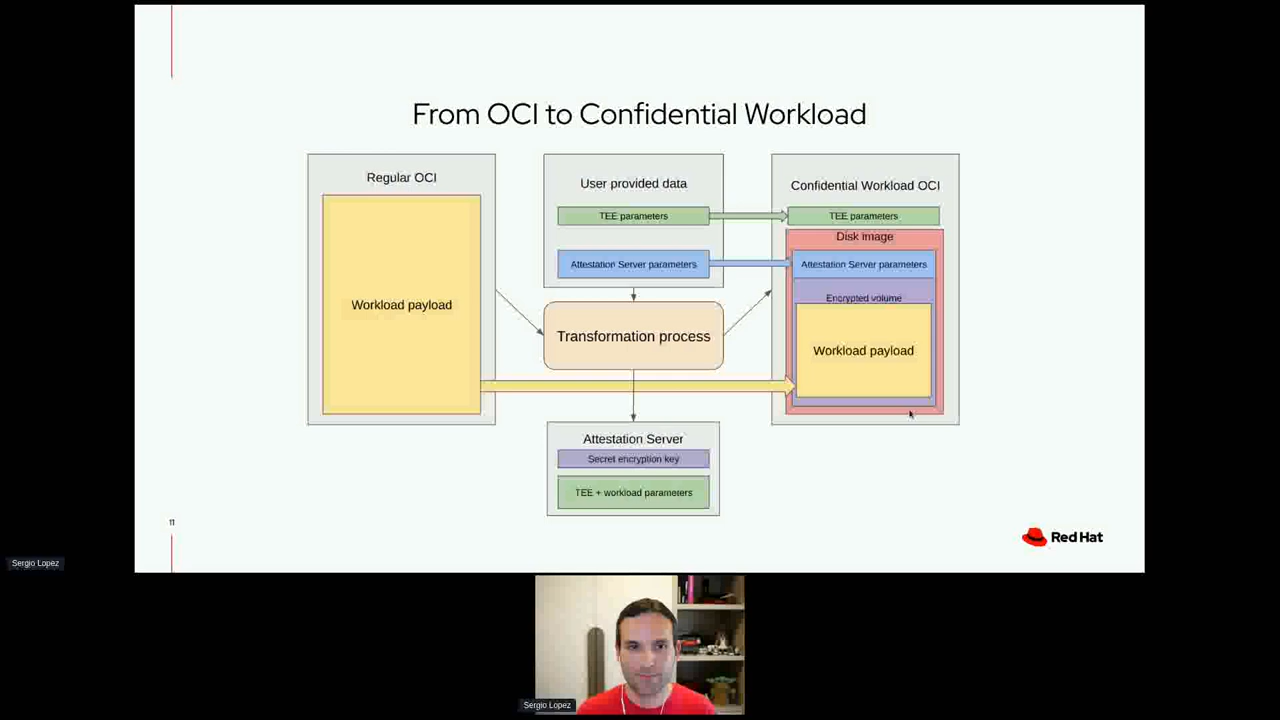 From OCI to Confidential Workload
Regular OCI
Workload payload
User provided data
TEE parameters
Attestation Server parameters
Transformation process
Attestation Server
Secret encryption key
TEE + workload parameters
Confidential Workload OCI
TEE parameters
Disk image
Attestation Server parameters
Encrypted volume
Workload payload
11
Red Hat
Sergio Lopez
Sergio Lopez